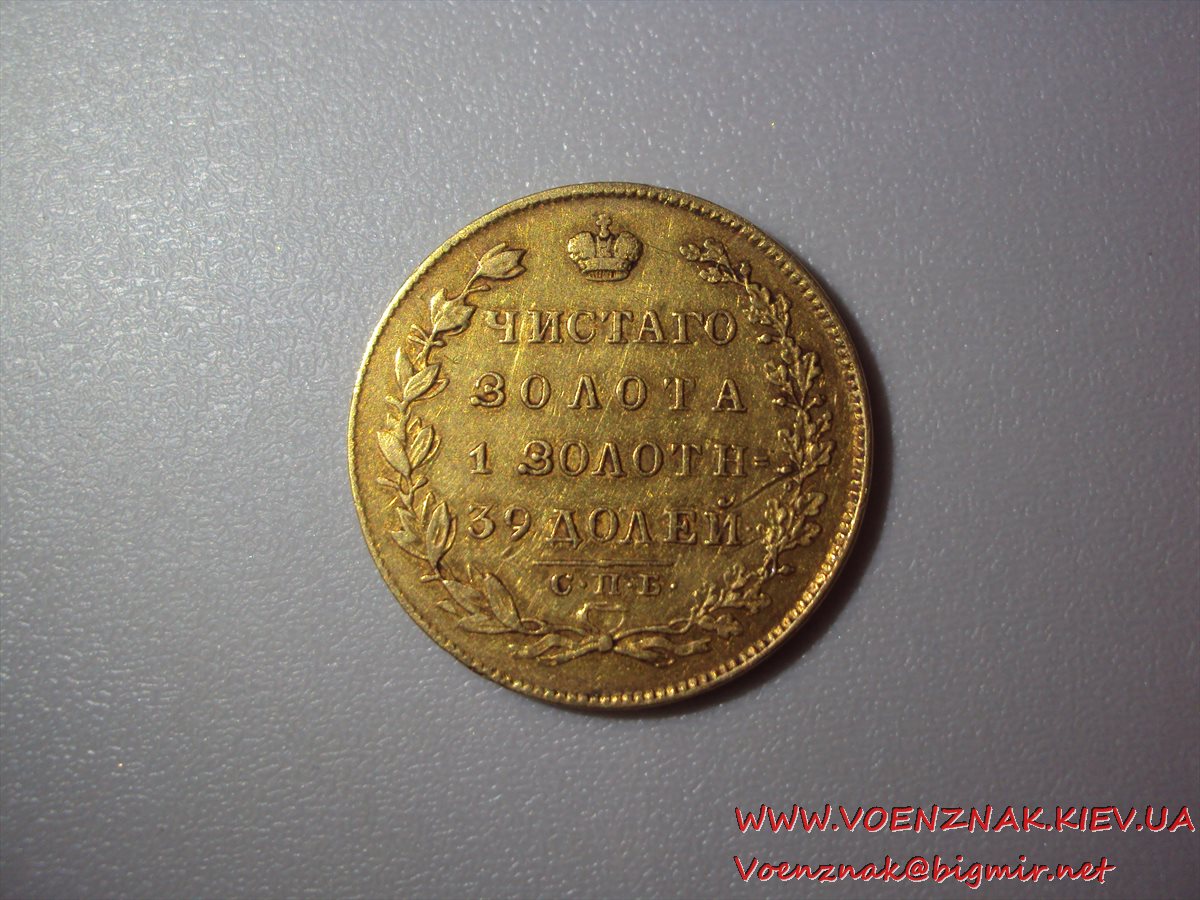 ЧИСТАГО
ЗОЛОТА
1 ЗОЛОТН=
39 ДОЛЕЙ.
С·П·Б·
WWW.VOENZNAK.KIEV.UA
Voenznak@bigmir.net